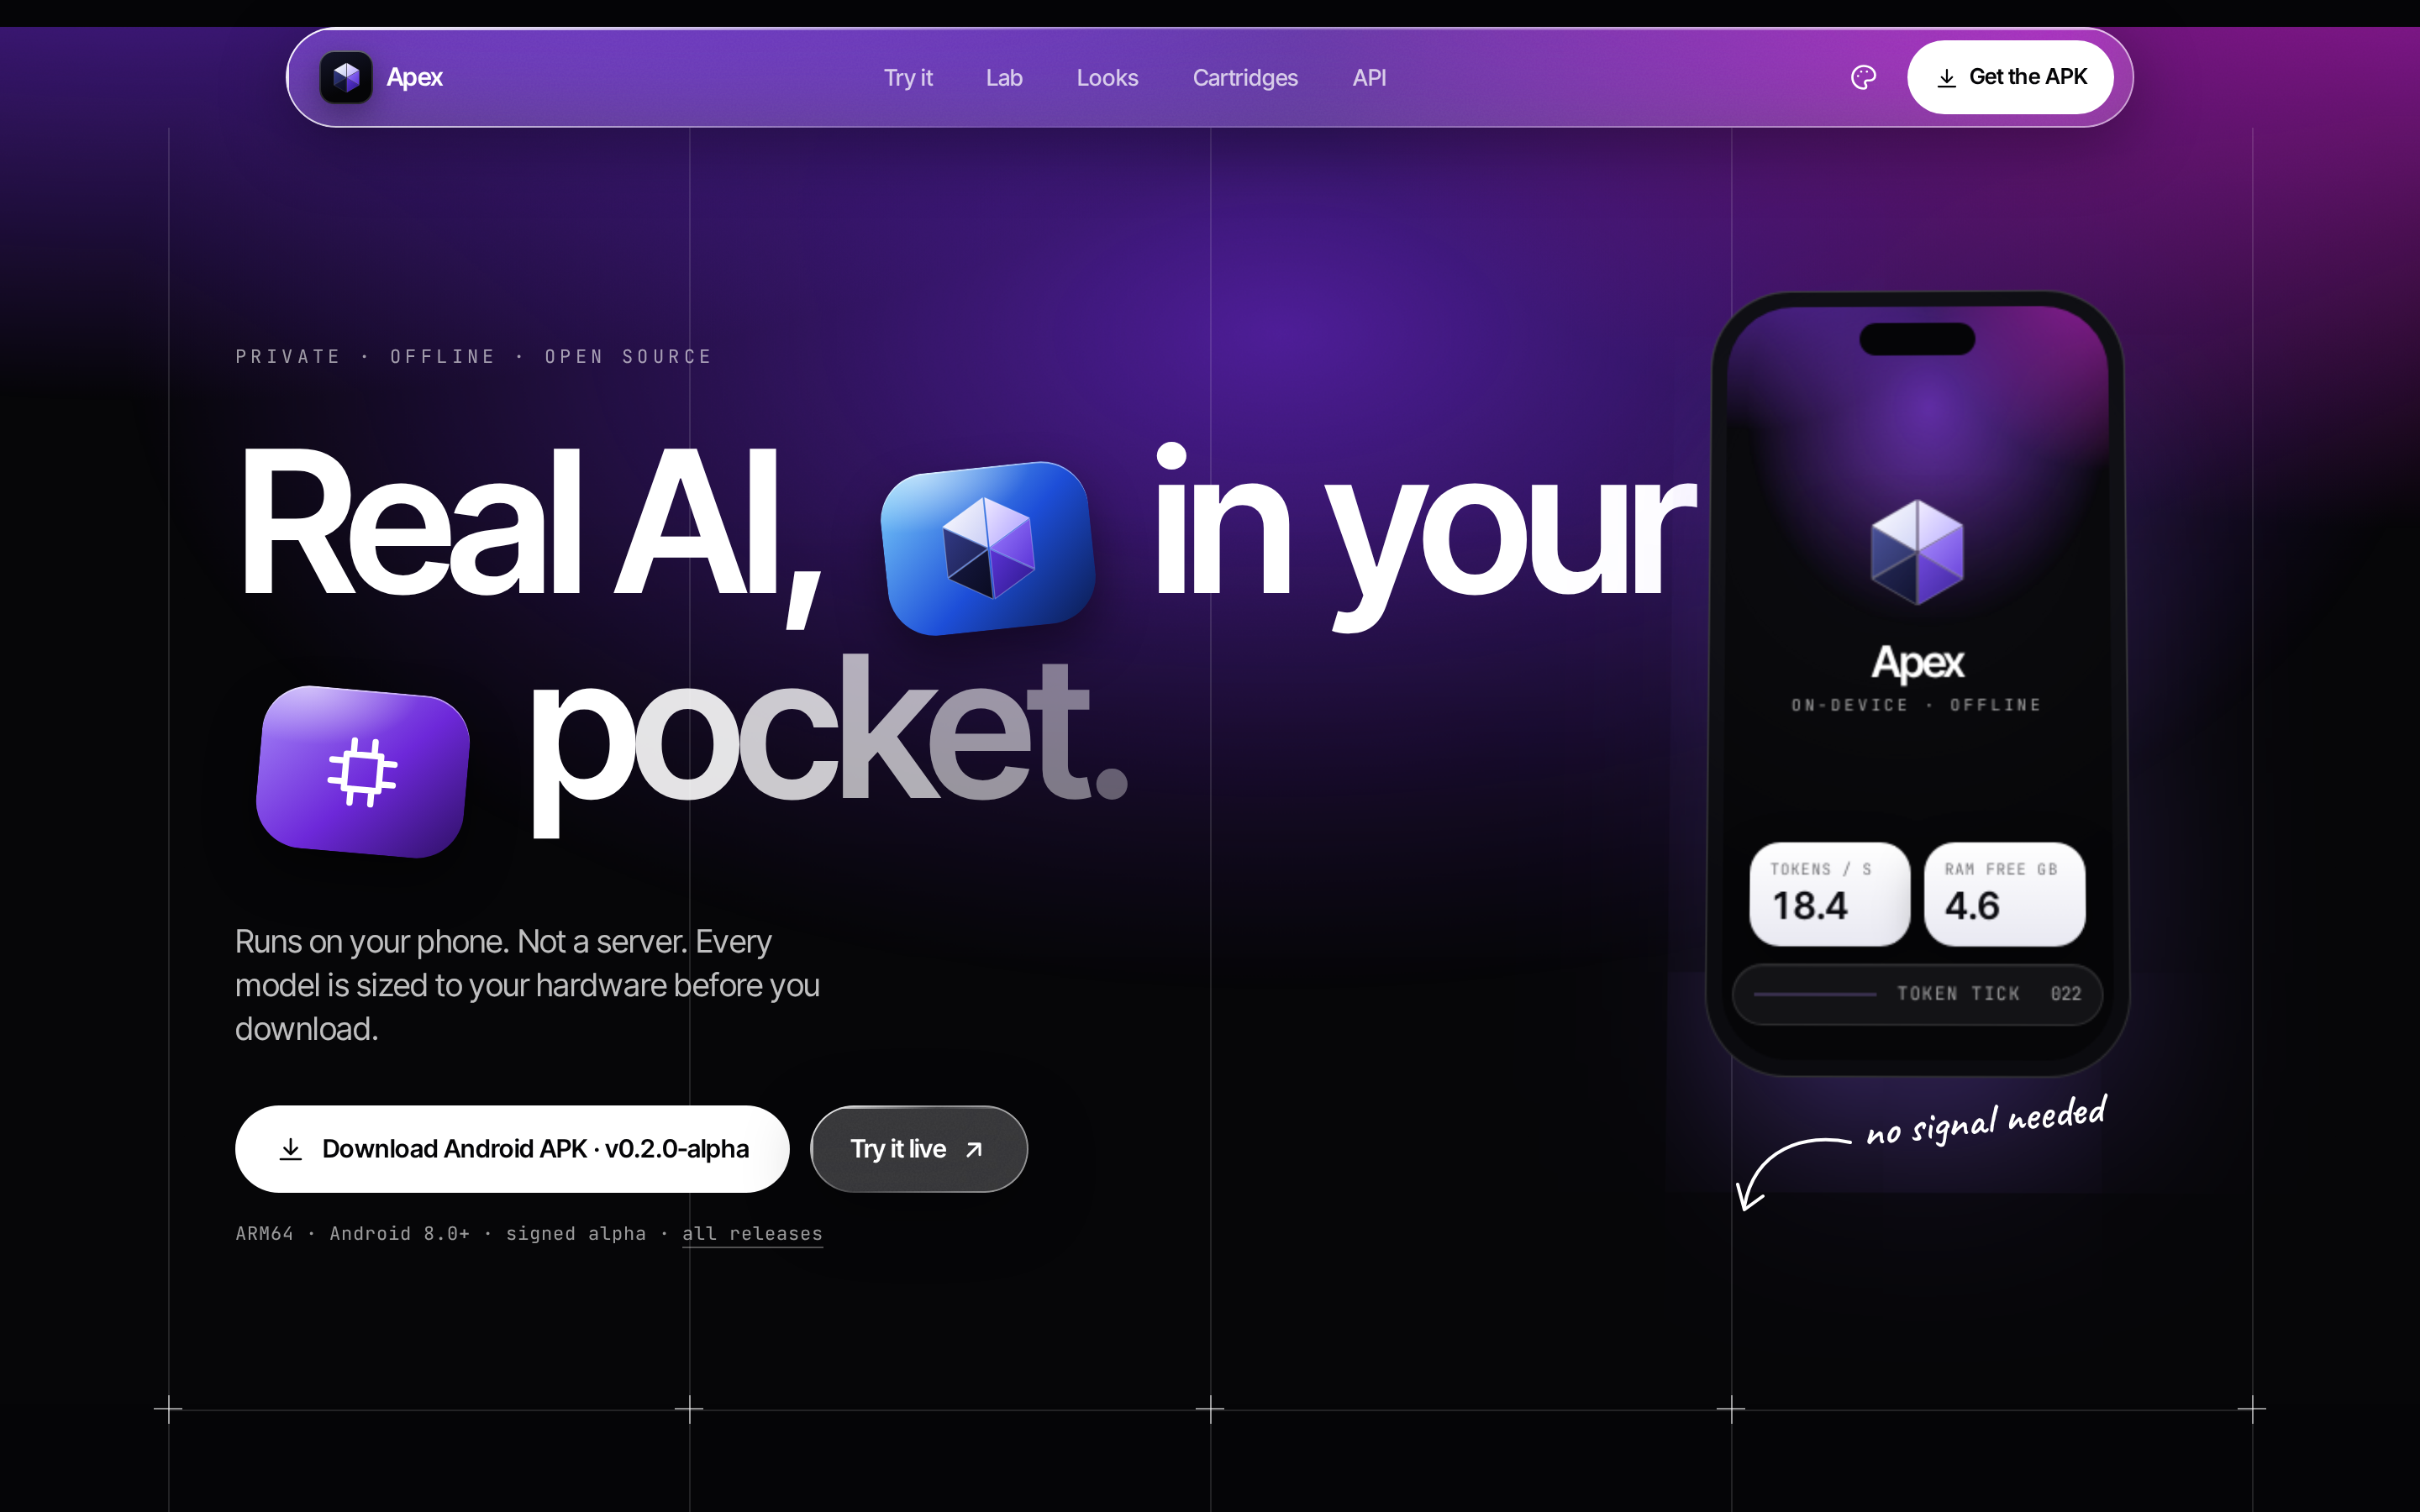 Apex
Try it
Lab
Looks
Cartridges
API
Get the APK
PRIVATE · OFFLINE · OPEN SOURCE
Real AI, in your
pocket.
Runs on your phone. Not a server. Every
model is sized to your hardware before you
download.
Download Android APK · v0.2.0-alpha
Try it live
ARM64 · Android 8.0+ · signed alpha · all releases
Apex
ON-DEVICE · OFFLINE
TOKENS / S
18.4
RAM FREE GB
4.6
TOKEN TICK 022
no signal needed